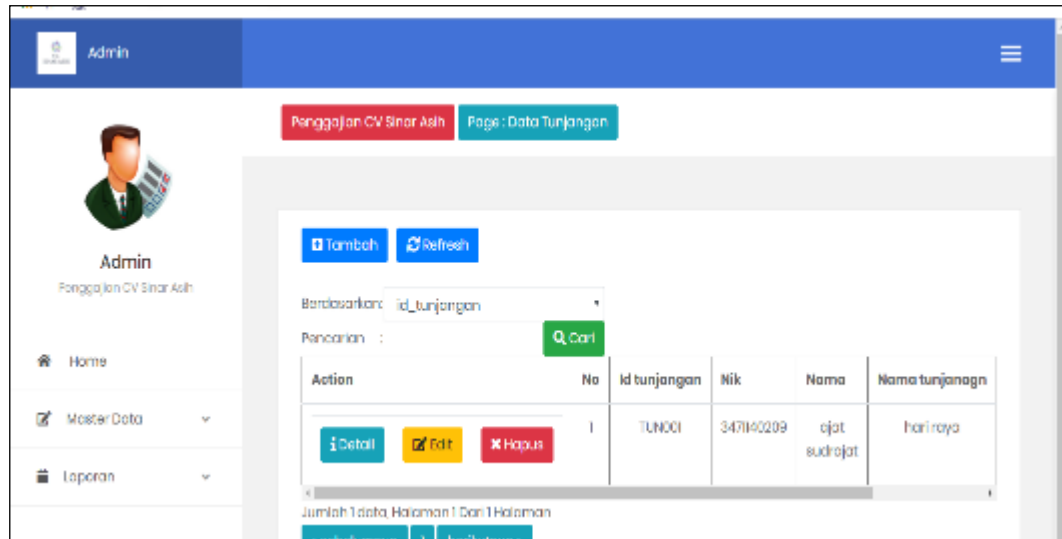 Admin
Penggajian CV Sinar Asih Page : Data Tunjangan
Admin
Penggajian CV Sinar Asih
Home
Master Data
Laporan
Tambah Refresh
Berdasarkan: id_tunjangan
Pencarian :
Cari
Action No Id tunjangan Nik Nama Nama tunjanagn
Detail Edit Hapus 1 TUN001 3471140209 ajat sudrajat hari raya
Jumlah 1 data, Halaman 1 Dari 1 Halaman